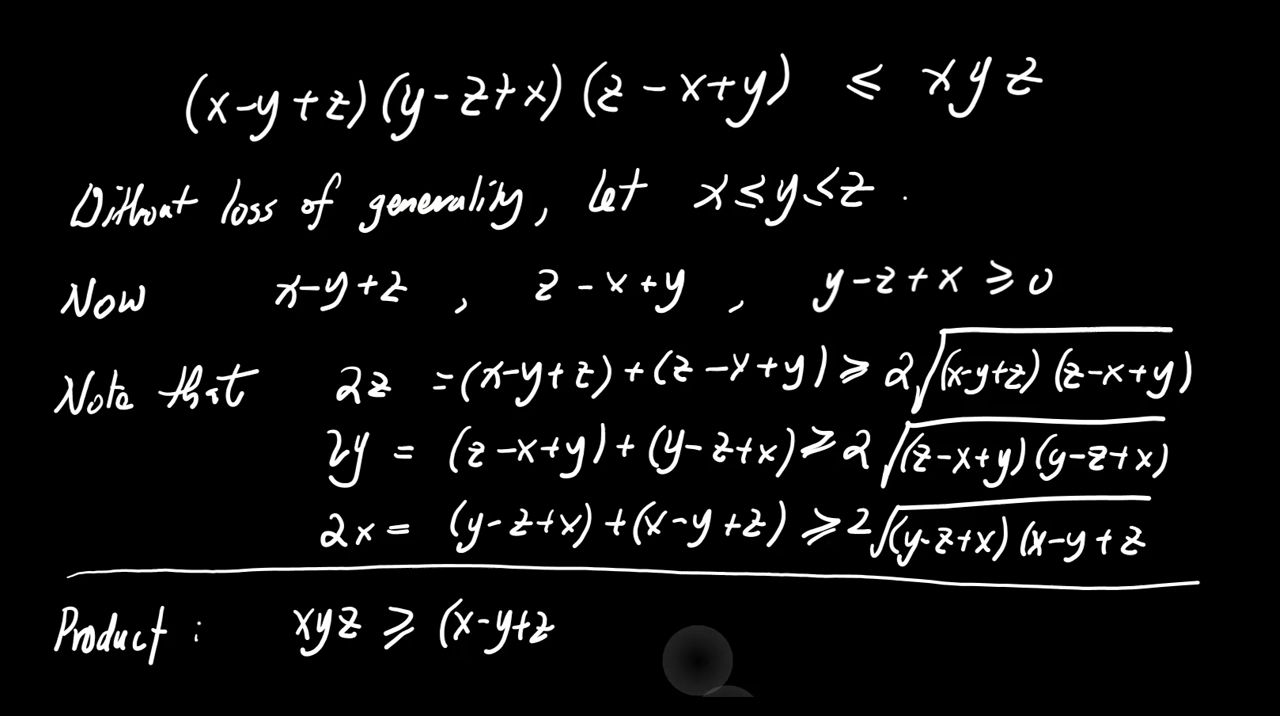 (x-y+z)(y-z+x)(z-x+y) ≤ xyz
Without loss of generality, let x≤y≤z.
Now x-y+z, z-x+y, y-z+x ≥ 0
Note that 2z =(x-y+z)+(z-x+y) ≥ 2√(x-y+z)(z-x+y)
2y = (z-x+y)+(y-z+x) ≥ 2√(z-x+y)(y-z+x)
2x = (y-z+x)+(x-y+z) ≥ 2√(y-z+x)(x-y+z
Product: xyz ≥ (x-y+z